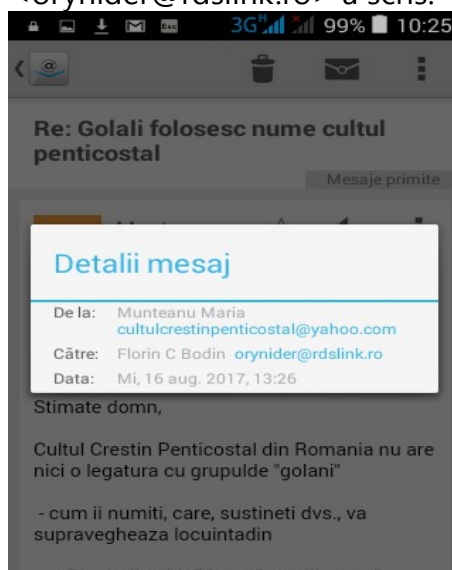 <orynider@rdslink.ro> a scris:
Esc 3G H 99% 10:25
@
Re: Golali folosesc nume cultul
penticostal
Mesaje primite
Detalii mesaj
De la: Munteanu Maria
cultulcrestinpenticostal@yahoo.com
Către: Florin C Bodin orynider@rdslink.ro
Data: Mi, 16 aug. 2017, 13:26
Stimate domn,
Cultul Crestin Penticostal din Romania nu are
nici o legatura cu grupulde "golani"
- cum ii numiti, care, sustineti dvs., va
supravegheaza locuintadin